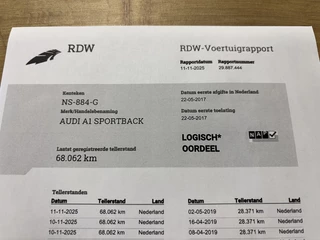 RDW
RDW-Voertuigrapport
Rapportdatum Rapportnummer
11-11-2025 29.887.444
Kenteken
NS-884-G
Merk/Handelsbenaming
AUDI A1 SPORTBACK
Laatst geregistreerde tellerstand
68.062 km
Datum eerste afgifte in Nederland
22-05-2017
Datum eerste toelating
22-05-2017
LOGISCH*
OORDEEL
NAP
Tellerstanden
Datum Tellerstand Land Datum Tellerstand Land
11-11-2025 68.062 km Nederland 02-05-2019 28.371 km Nederland
10-11-2025 68.062 km Nederland 16-04-2019 28.371 km Nederland
10-11-2025 68.062 km Nederland 08-04-2019 28.371 km Nederland